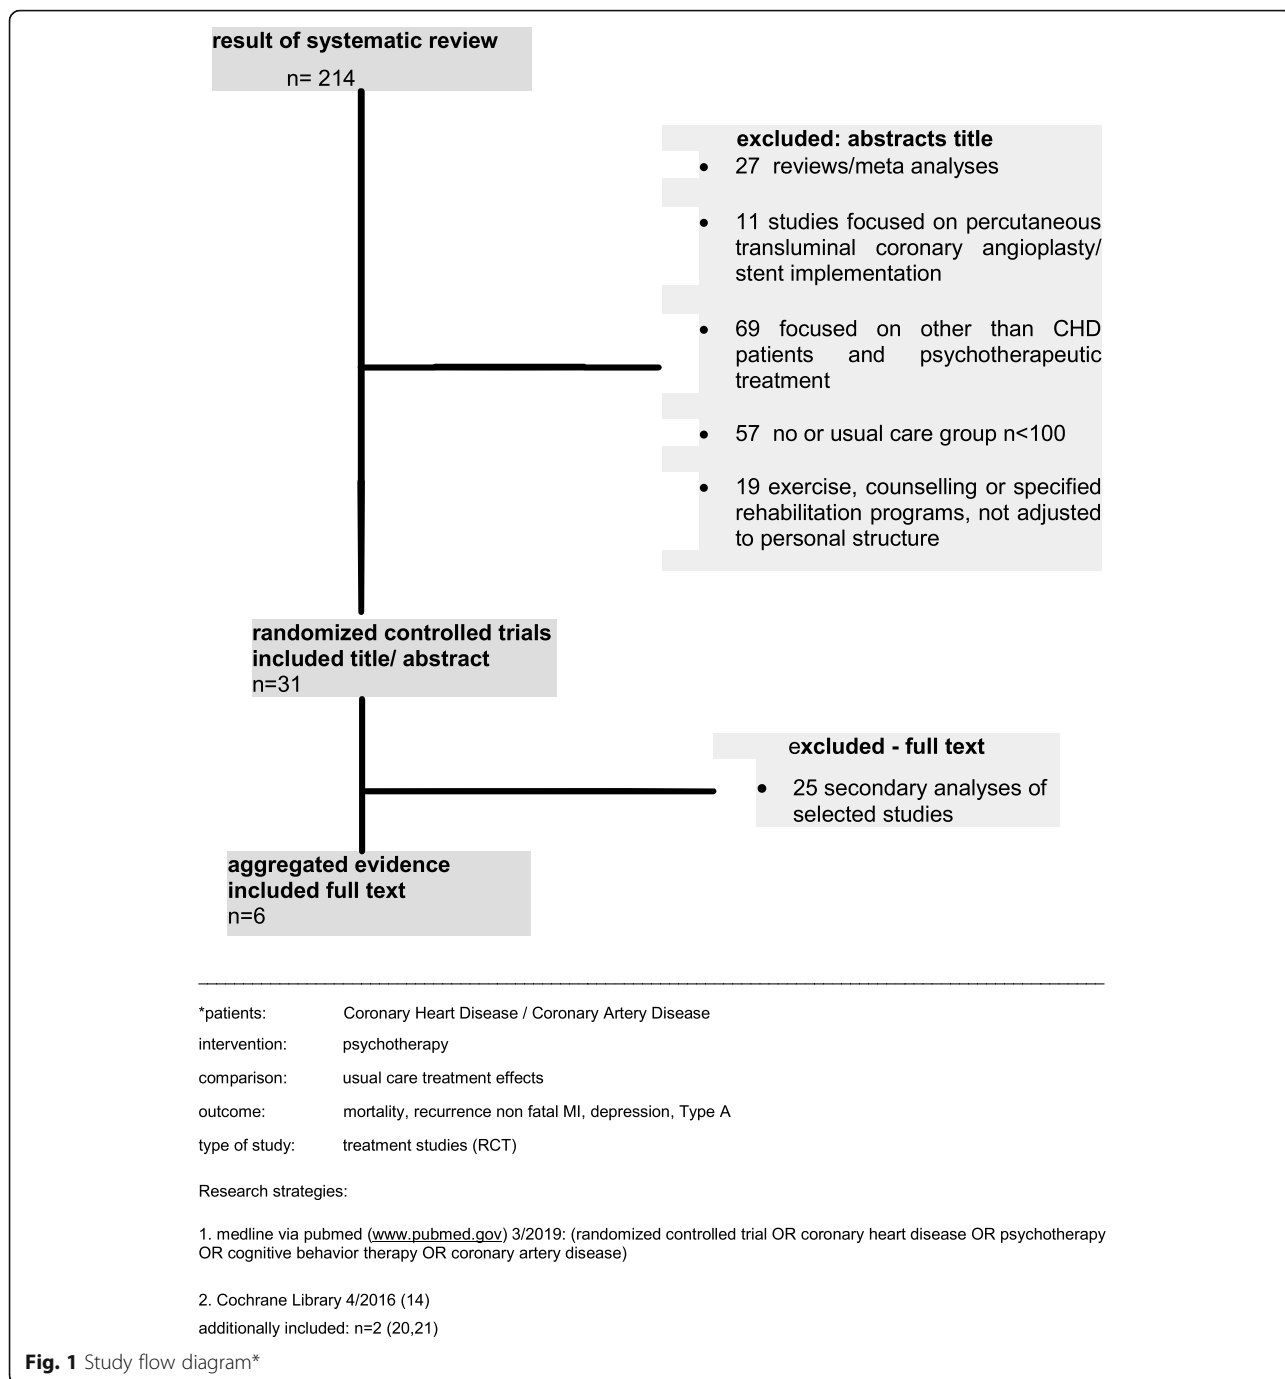 result of systematic review
n= 214
excluded: abstracts title
• 27 reviews/meta analyses
• 11 studies focused on percutaneous
transluminal coronary angioplasty/
stent implementation
• 69 focused on other than CHD
patients and psychotherapeutic
treatment
• 57 no or usual care group n<100
• 19 exercise, counselling or specified
rehabilitation programs, not adjusted
to personal structure
randomized controlled trials
included title/ abstract
n=31
excluded - full text
• 25 secondary analyses of
selected studies
aggregated evidence
included full text
n=6
*patients: Coronary Heart Disease / Coronary Artery Disease
intervention: psychotherapy
comparison: usual care treatment effects
outcome: mortality, recurrence non fatal MI, depression, Type A
type of study: treatment studies (RCT)
Research strategies:
1. medline via pubmed (www.pubmed.gov) 3/2019: (randomized controlled trial OR coronary heart disease OR psychotherapy
OR cognitive behavior therapy OR coronary artery disease)
2. Cochrane Library 4/2016 (14)
additionally included: n=2 (20,21)
Fig. 1 Study flow diagram*